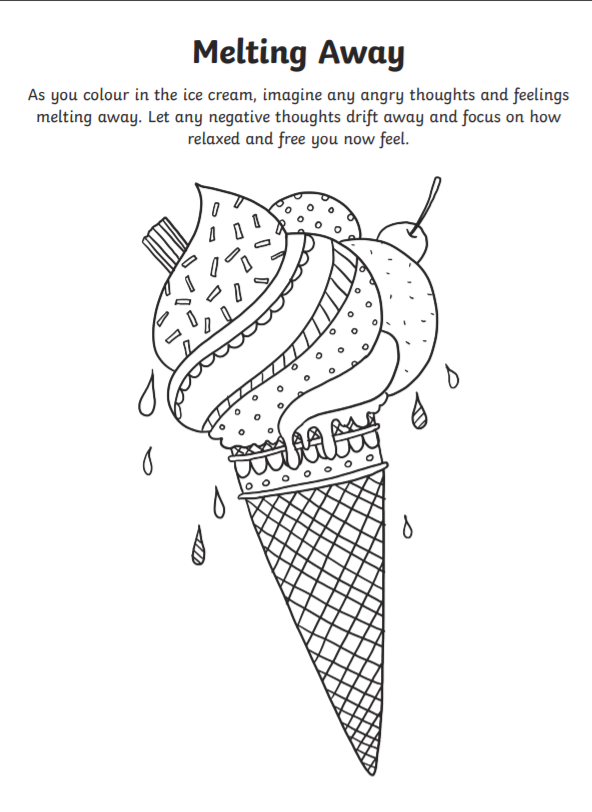 Melting Away
As you colour in the ice cream, imagine any angry thoughts and feelings
melting away. Let any negative thoughts drift away and focus on how
relaxed and free you now feel.